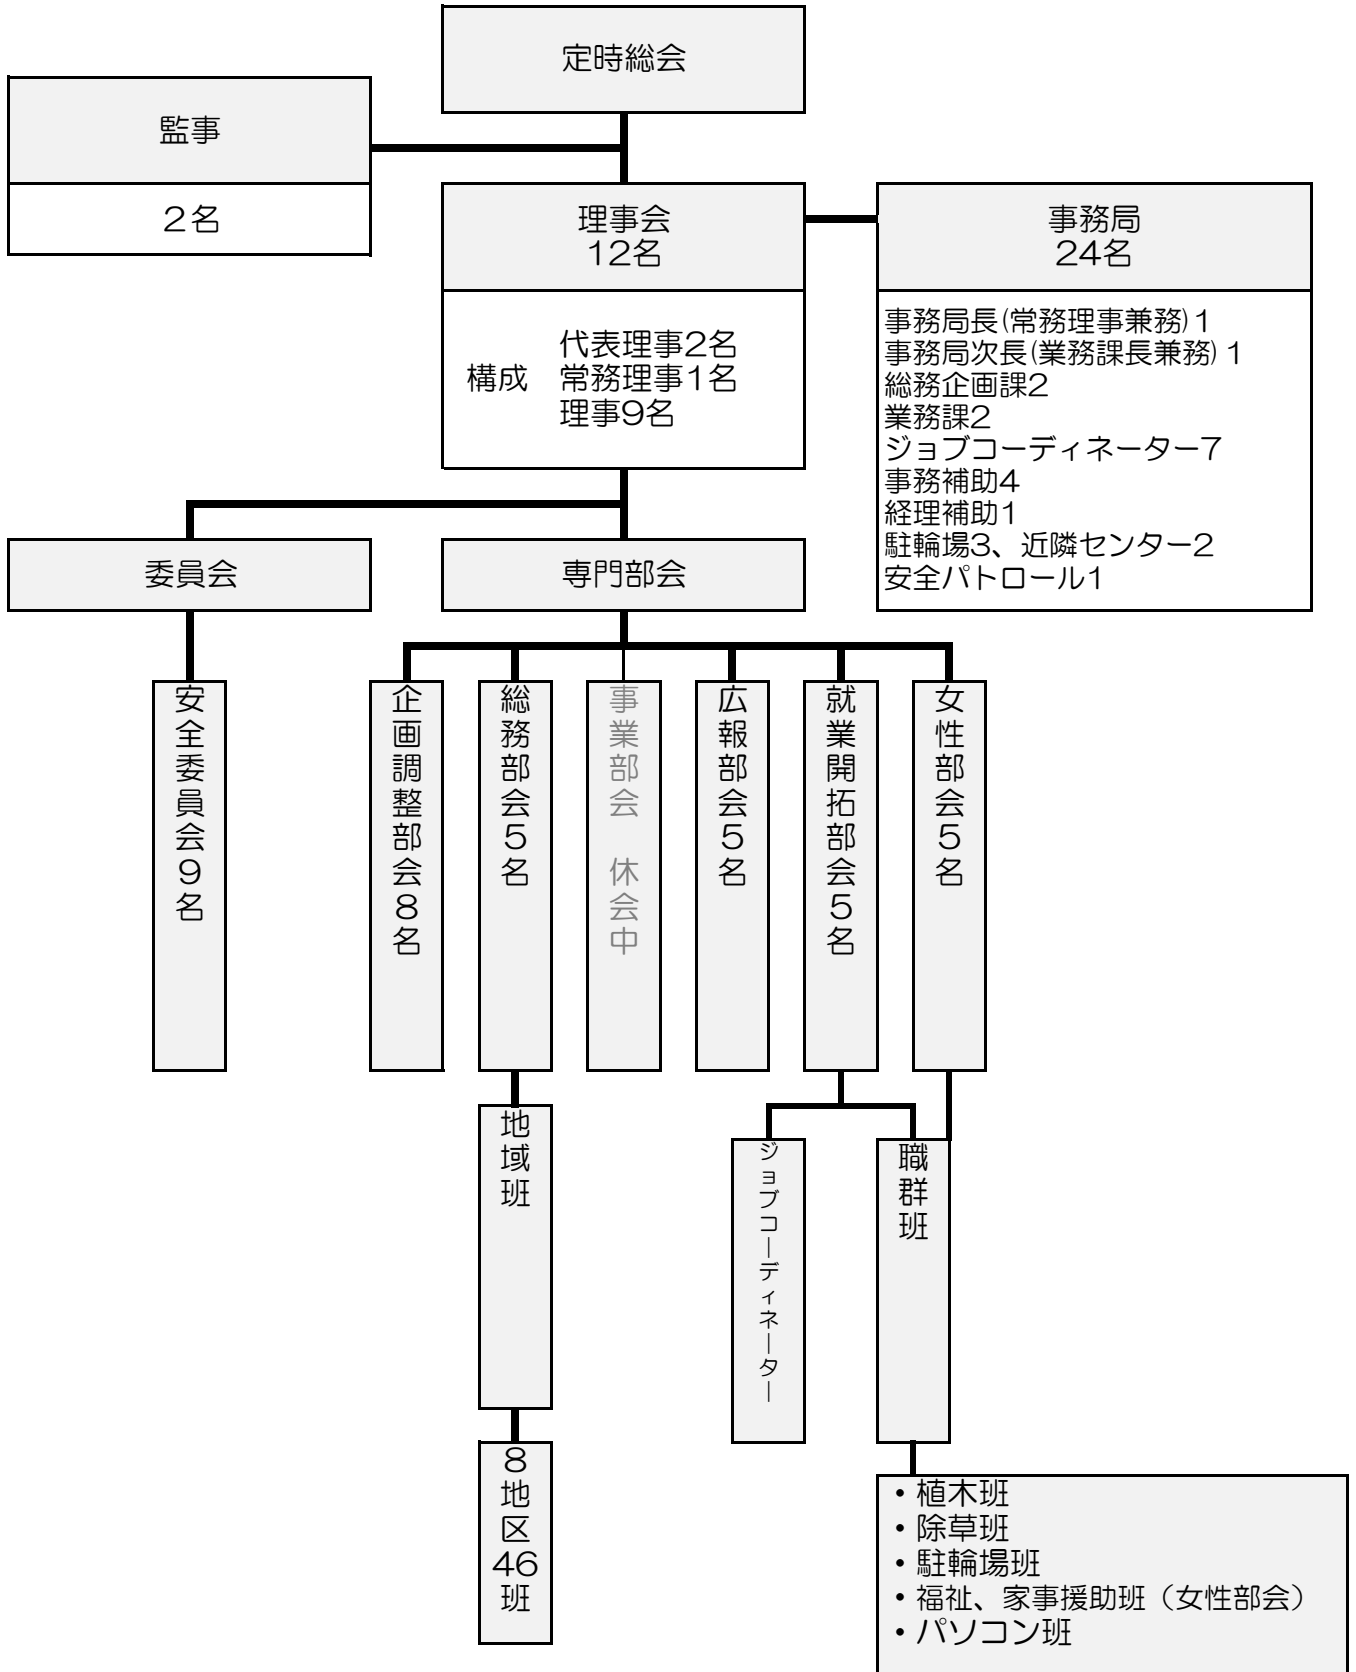 定時総会
監事
2名
理事会
12名
構成
代表理事2名
常務理事1名
理事9名
事務局
24名
事務局長(常務理事兼務)1
事務局次長(業務課長兼務)1
総務企画課2
業務課2
ジョブコーディネーター7
事務補助4
経理補助1
駐輪場3、近隣センター2
安全パトロール1
委員会
専門部会
安全委員会9名
企画調整部会8名
総務部会5名
事業部会　休会中
広報部会5名
就業開拓部会5名
女性部会5名
地域班
ジョブコーディネーター
職群班
8地区46班
・植木班
・除草班
・駐輪場班
・福祉、家事援助班（女性部会）
・パソコン班